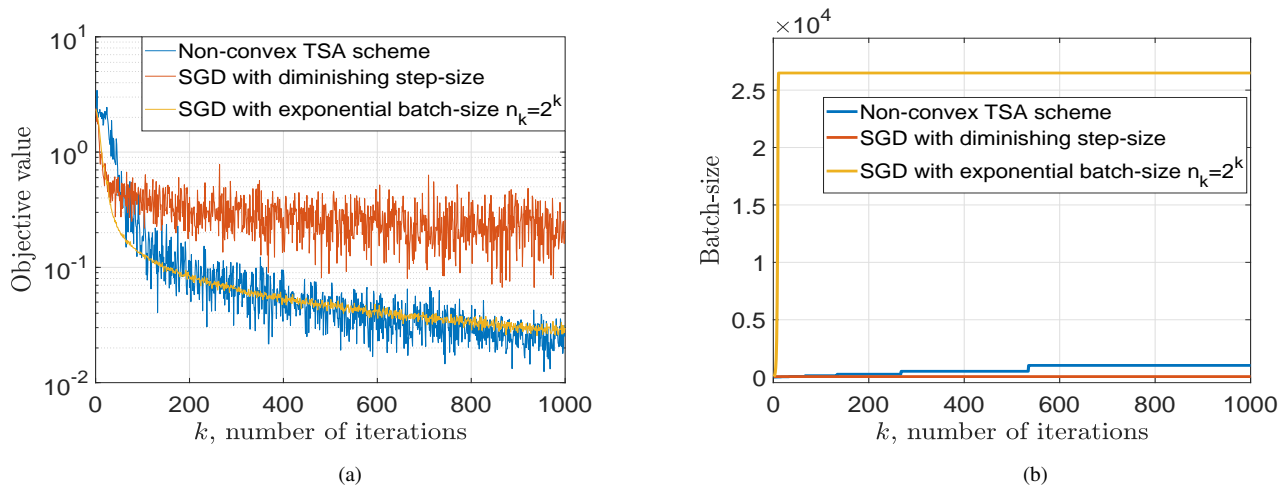 10^1
Non-convex TSA scheme
SGD with diminishing step-size
SGD with exponential batch-size n_k=2^k
10^0
10^-1
10^-2
Objective value
0 200 400 600 800 1000
k, number of iterations
(a)
×10^4
2.5
2
1.5
1
0.5
0
Non-convex TSA scheme
SGD with diminishing step-size
SGD with exponential batch-size n_k=2^k
Batch-size
0 200 400 600 800 1000
k, number of iterations
(b)